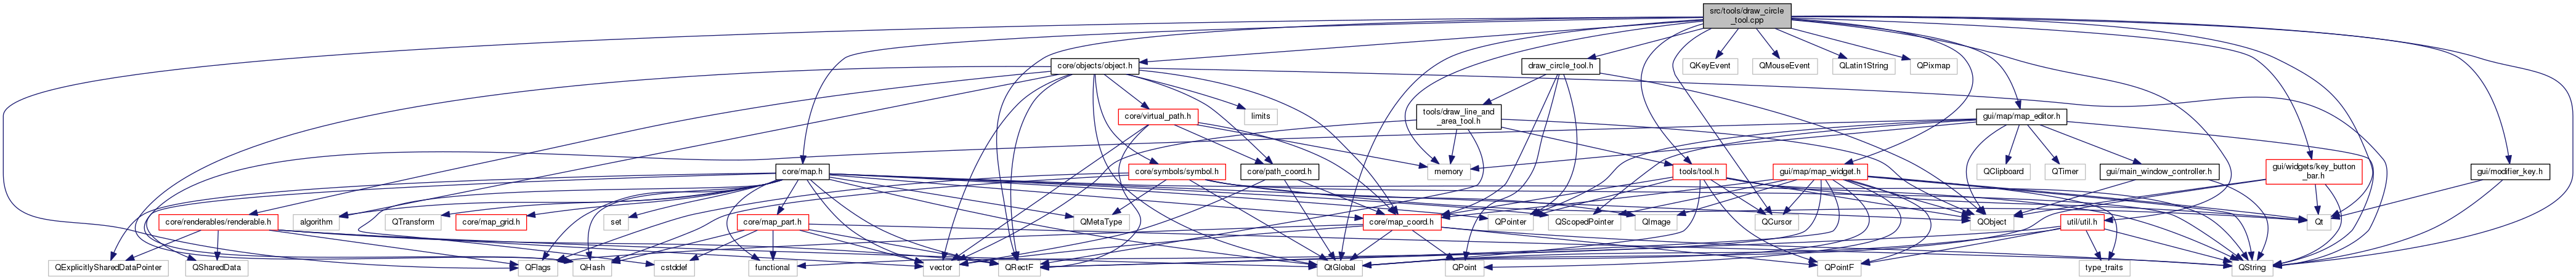 src/tools/draw_circle
_tool.cpp
core/objects/object.h
draw_circle_tool.h
QKeyEvent
QMouseEvent
QLatin1String
QPixmap
core/virtual_path.h
limits
tools/draw_line_and
_area_tool.h
gui/map/map_editor.h
core/map.h
core/symbols/symbol.h
core/path_coord.h
memory
tools/tool.h
gui/map/map_widget.h
QClipboard
QTimer
gui/main_window_controller.h
gui/widgets/key_button
_bar.h
gui/modifier_key.h
core/renderables/renderable.h
algorithm
QTransform
core/map_grid.h
set
core/map_part.h
QMetaType
core/map_coord.h
QPointer
QScopedPointer
QImage
QCursor
QObject
util/util.h
Qt
QExplicitlySharedDataPointer
QSharedData
QFlags
QHash
cstddef
functional
vector
QRectF
QtGlobal
QPoint
QPointF
type_traits
QString